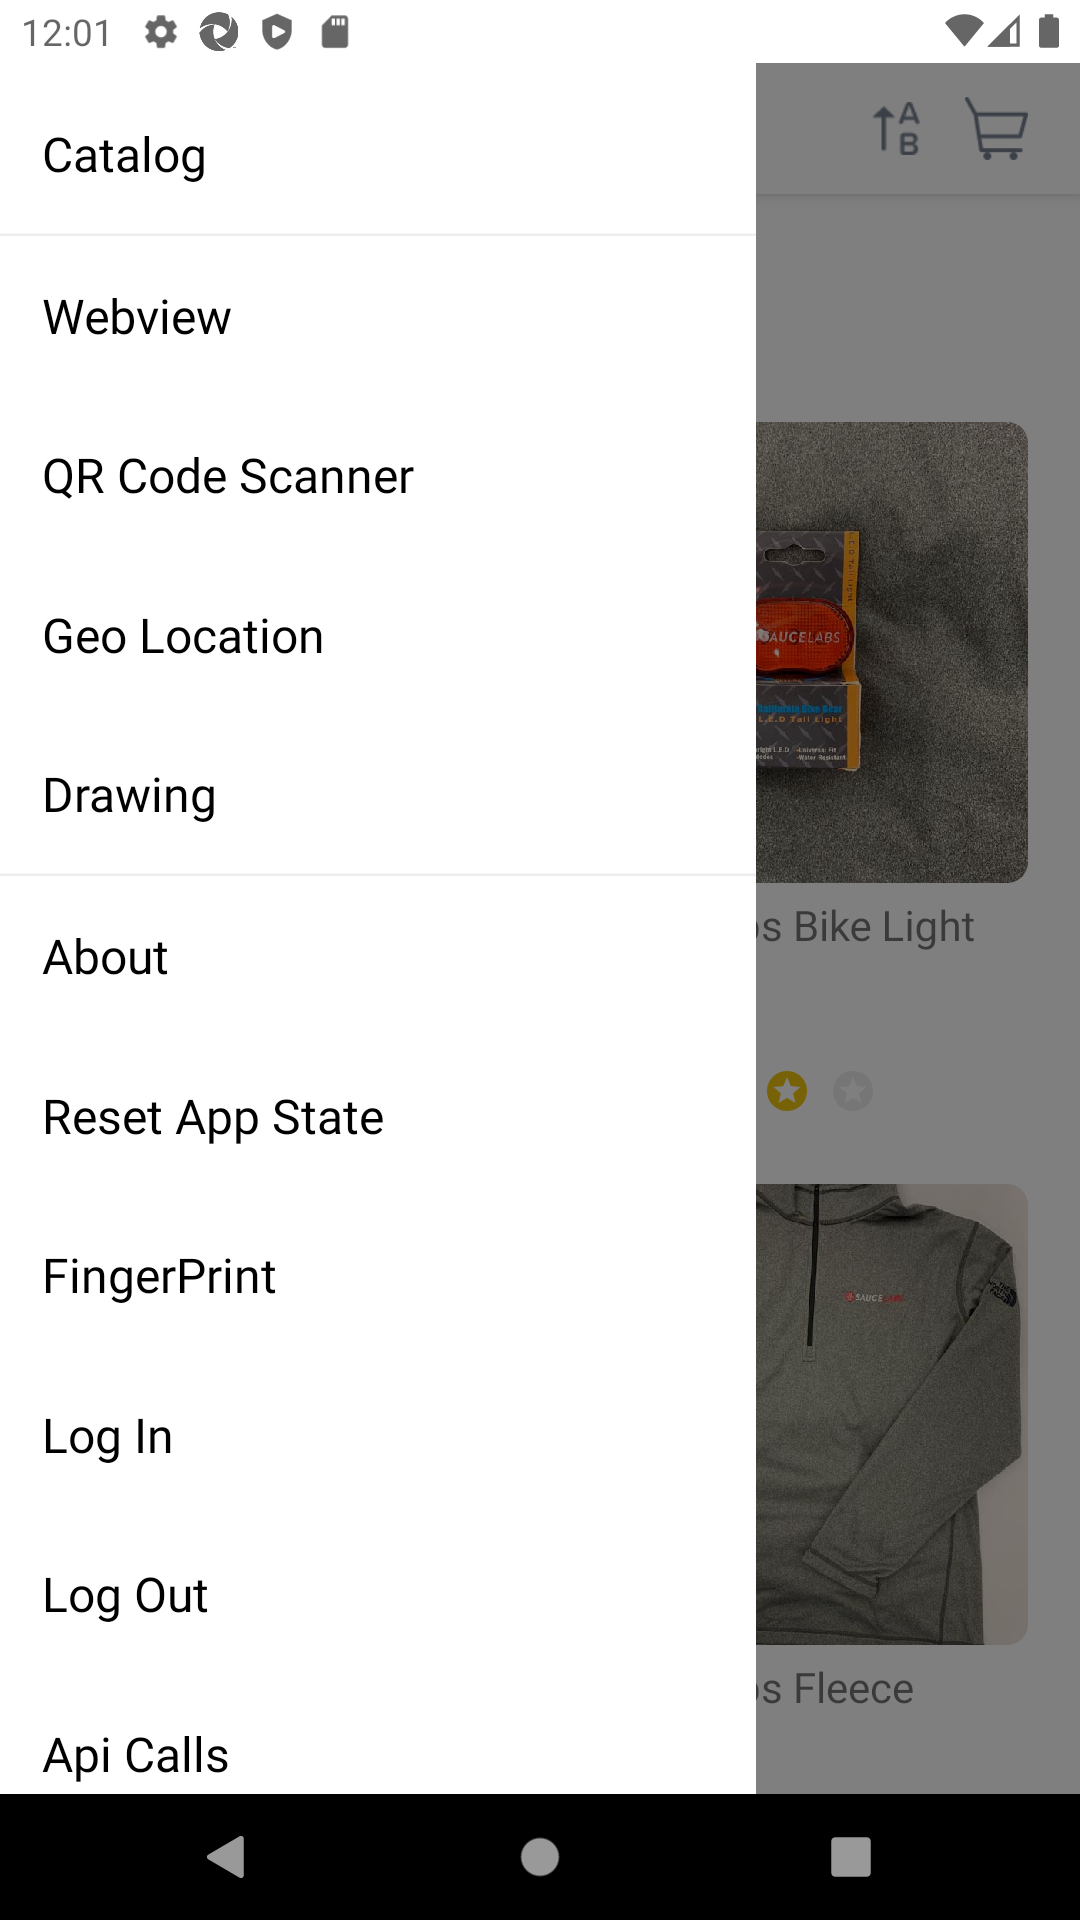 12:01
Catalog
A
B
Webview
QR Code Scanner
Geo Location
SAUCELABS
L.E.D Tail Light
Drawing
s Bike Light
About
Reset App State
FingerPrint
SAUCELABS
Log In
Log Out
s Fleece
Api Calls